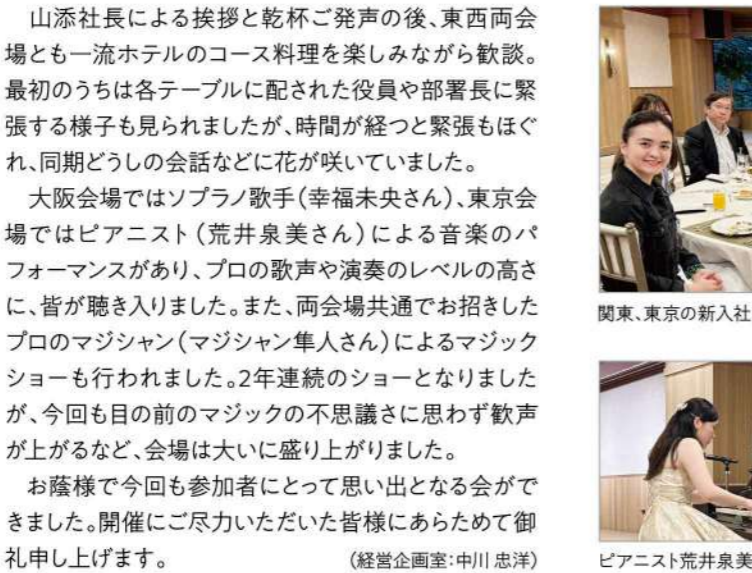 山添社長による挨拶と乾杯ご発声の後、東西両会
場とも一流ホテルのコース料理を楽しみながら歓談。
最初のうちは各テーブルに配された役員や部署長に緊
張する様子も見られましたが、時間が経つと緊張もほぐ
れ、同期どうしの会話などに花が咲いていました。
大阪会場ではソプラノ歌手（幸福未央さん）、東京会
場ではピアニスト（荒井泉美さん）による音楽のパ
フォーマンスがあり、プロの歌声や演奏のレベルの高さ
に、皆が聴き入りました。また、両会場共通でお招きした
プロのマジシャン（マジシャン隼人さん）によるマジック
ショーも行われました。2年連続のショーとなりました
が、今回も目の前のマジックの不思議さに思わず歓声
が上がるなど、会場は大いに盛り上がりました。
お蔭様で今回も参加者にとって思い出となる会がで
きました。開催にご尽力いただいた皆様にあらためて御
礼申し上げます。 （経営企画室：中川 忠洋）
関東、東京の新入社
ピアニスト荒井泉美